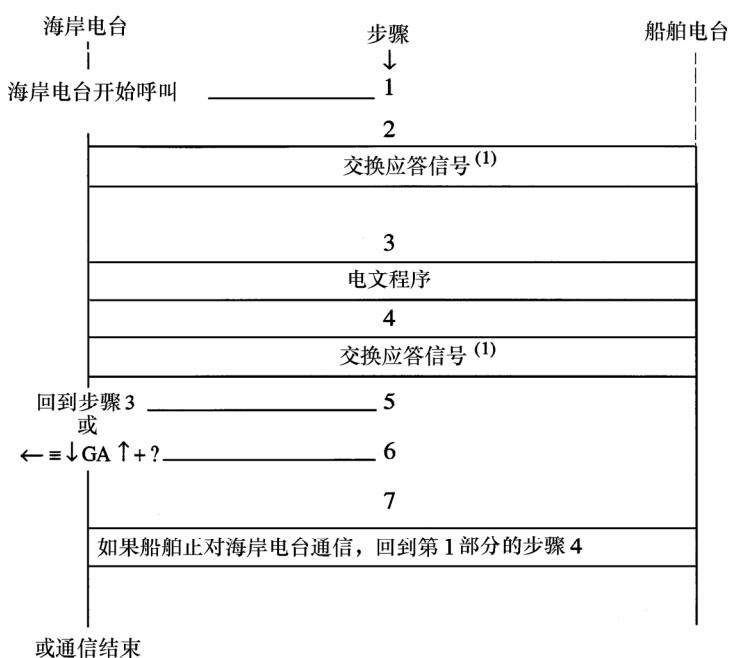 海岸电台
步骤
船舶电台
↓
海岸电台开始呼叫 1
2
交换应答信号(1)
3
电文程序
4
交换应答信号(1)
回到步骤3 5
或
←≡↓GA↑+? 6
7
如果船舶止对海岸电台通信，回到第1部分的步骤4
或通信结束